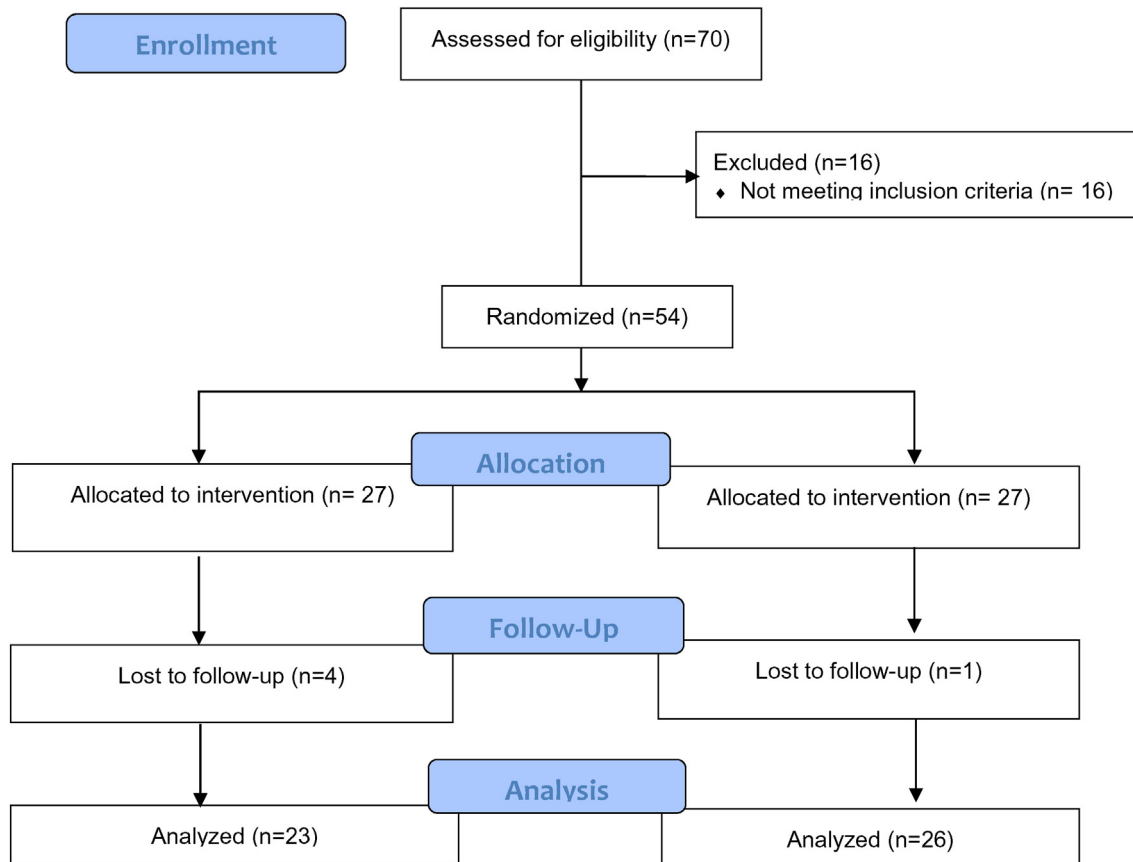 Enrollment
Assessed for eligibility (n=70)
Excluded (n=16)
♦ Not meeting inclusion criteria (n= 16)
Randomized (n=54)
Allocation
Allocated to intervention (n= 27)
Allocated to intervention (n= 27)
Follow-Up
Lost to follow-up (n=4)
Lost to follow-up (n=1)
Analysis
Analyzed (n=23)
Analyzed (n=26)